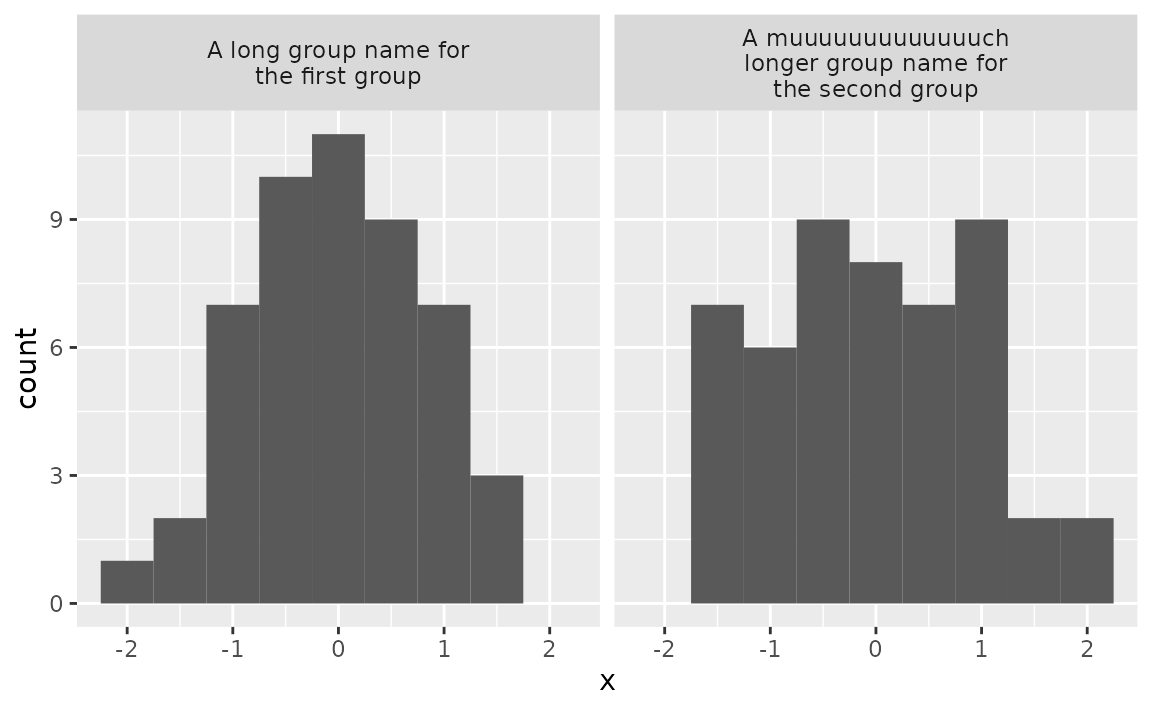 A long group name for
the first group
A muuuuuuuuuuuuuch
longer group name for
the second group
9
6
3
0
count
-2 -1 0 1 2
-2 -1 0 1 2
x